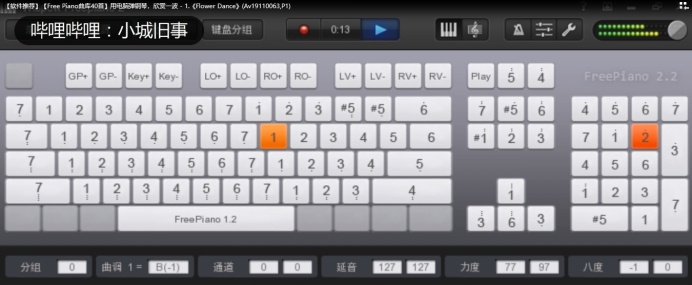 【软件推荐】【Free Piano曲库40首】用电脑弹钢琴，欣赏一波 - 1.《Flower Dance》(Av19110063,P1)
哔哩哔哩：小城旧事
键盘分组
0:13
GP+ GP- Key+ Key- LO+ LO- RO+ RO- LV+ LV- RV+ RV- Play 5 4 FreePiano 2.2
7 1 2 3 4 5 6 7 1 2 3 #5 #5 6 7 #5 6 4 5 6 7
7 1 2 3 4 5 6 7 1 2 3 4 5 6 #1 2 3 7 1 2 3
7 1 2 3 4 5 6 7 1 2 3 4 5 4 5 6
7 1 2 3 4 5 6 7 1 2 3 4 1 1 2 3 7
FreePiano 1.2 3 6 3 #5 1
分组 0 曲调 1 = B(-1) 通道 0 0 延音 127 127 力度 77 97 八度 -1 0